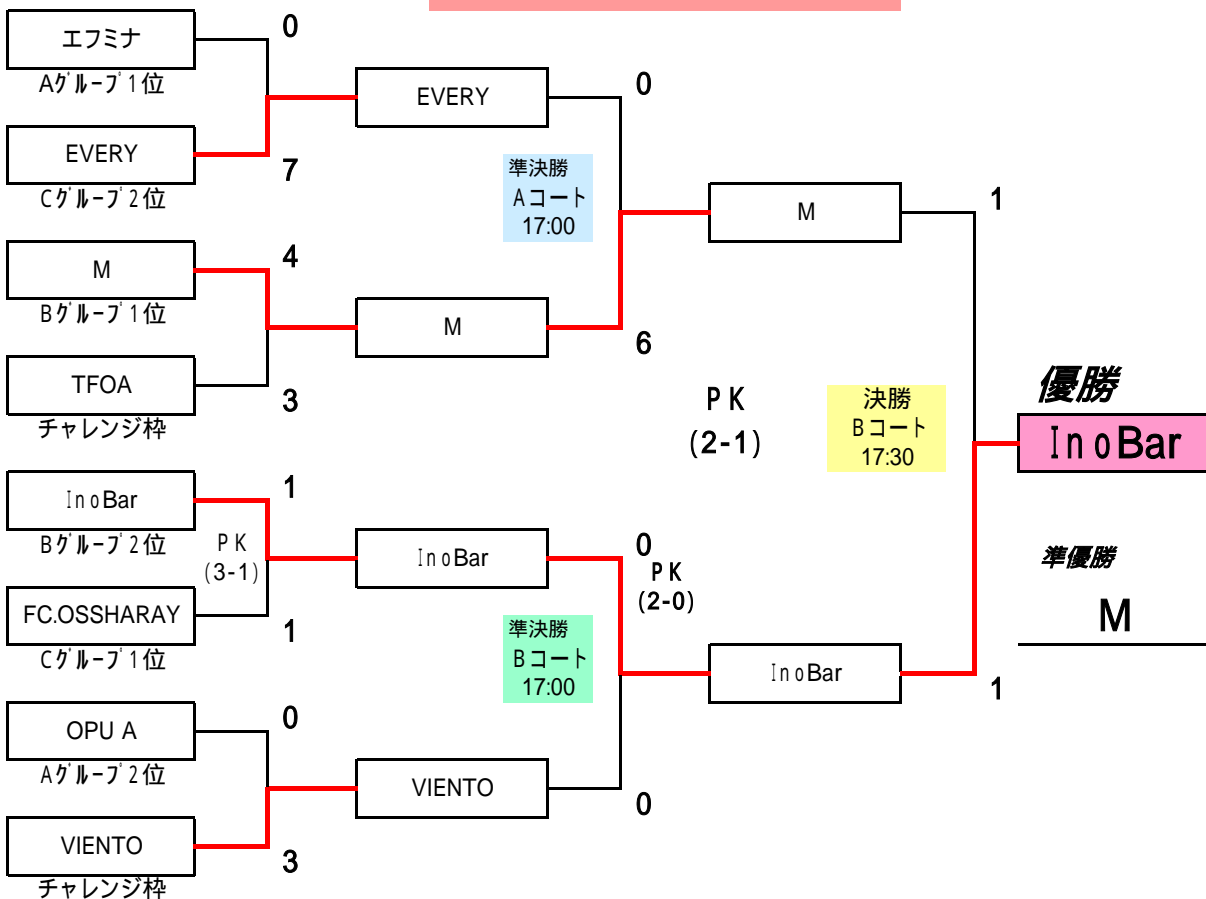 エフミナ
0
Aｸﾞﾙｰﾌﾟ1位
EVERY
0
EVERY
7
Cｸﾞﾙｰﾌﾟ2位
準決勝
Aコート
17:00
M
1
M
4
Bｸﾞﾙｰﾌﾟ1位
M
6
TFOA
3
チャレンジ枠
PK
(2-1)
決勝
Bコート
17:30
優勝
InoBar
InoBar
1
Bｸﾞﾙｰﾌﾟ2位
PK
(3-1)
InoBar
0
PK
(2-0)
準優勝
M
FC.OSSHARAY
1
Cｸﾞﾙｰﾌﾟ1位
準決勝
Bコート
17:00
InoBar
1
OPU A
0
Aｸﾞﾙｰﾌﾟ2位
VIENTO
0
VIENTO
3
チャレンジ枠